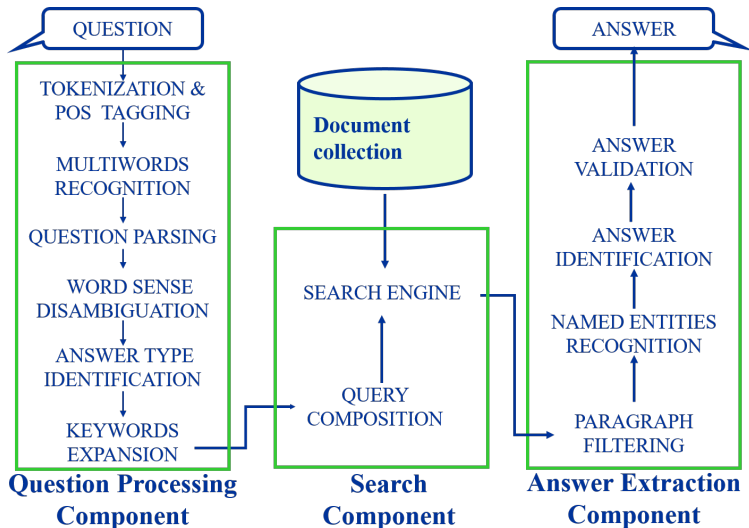 QUESTION
TOKENIZATION &
POS TAGGING
MULTIWORDS
RECOGNITION
QUESTION PARSING
WORD SENSE
DISAMBIGUATION
ANSWER TYPE
IDENTIFICATION
KEYWORDS
EXPANSION
Question Processing
Component
Document
collection
SEARCH ENGINE
QUERY
COMPOSITION
Search
Component
ANSWER
ANSWER
VALIDATION
ANSWER
IDENTIFICATION
NAMED ENTITIES
RECOGNITION
PARAGRAPH
FILTERING
Answer Extraction
Component